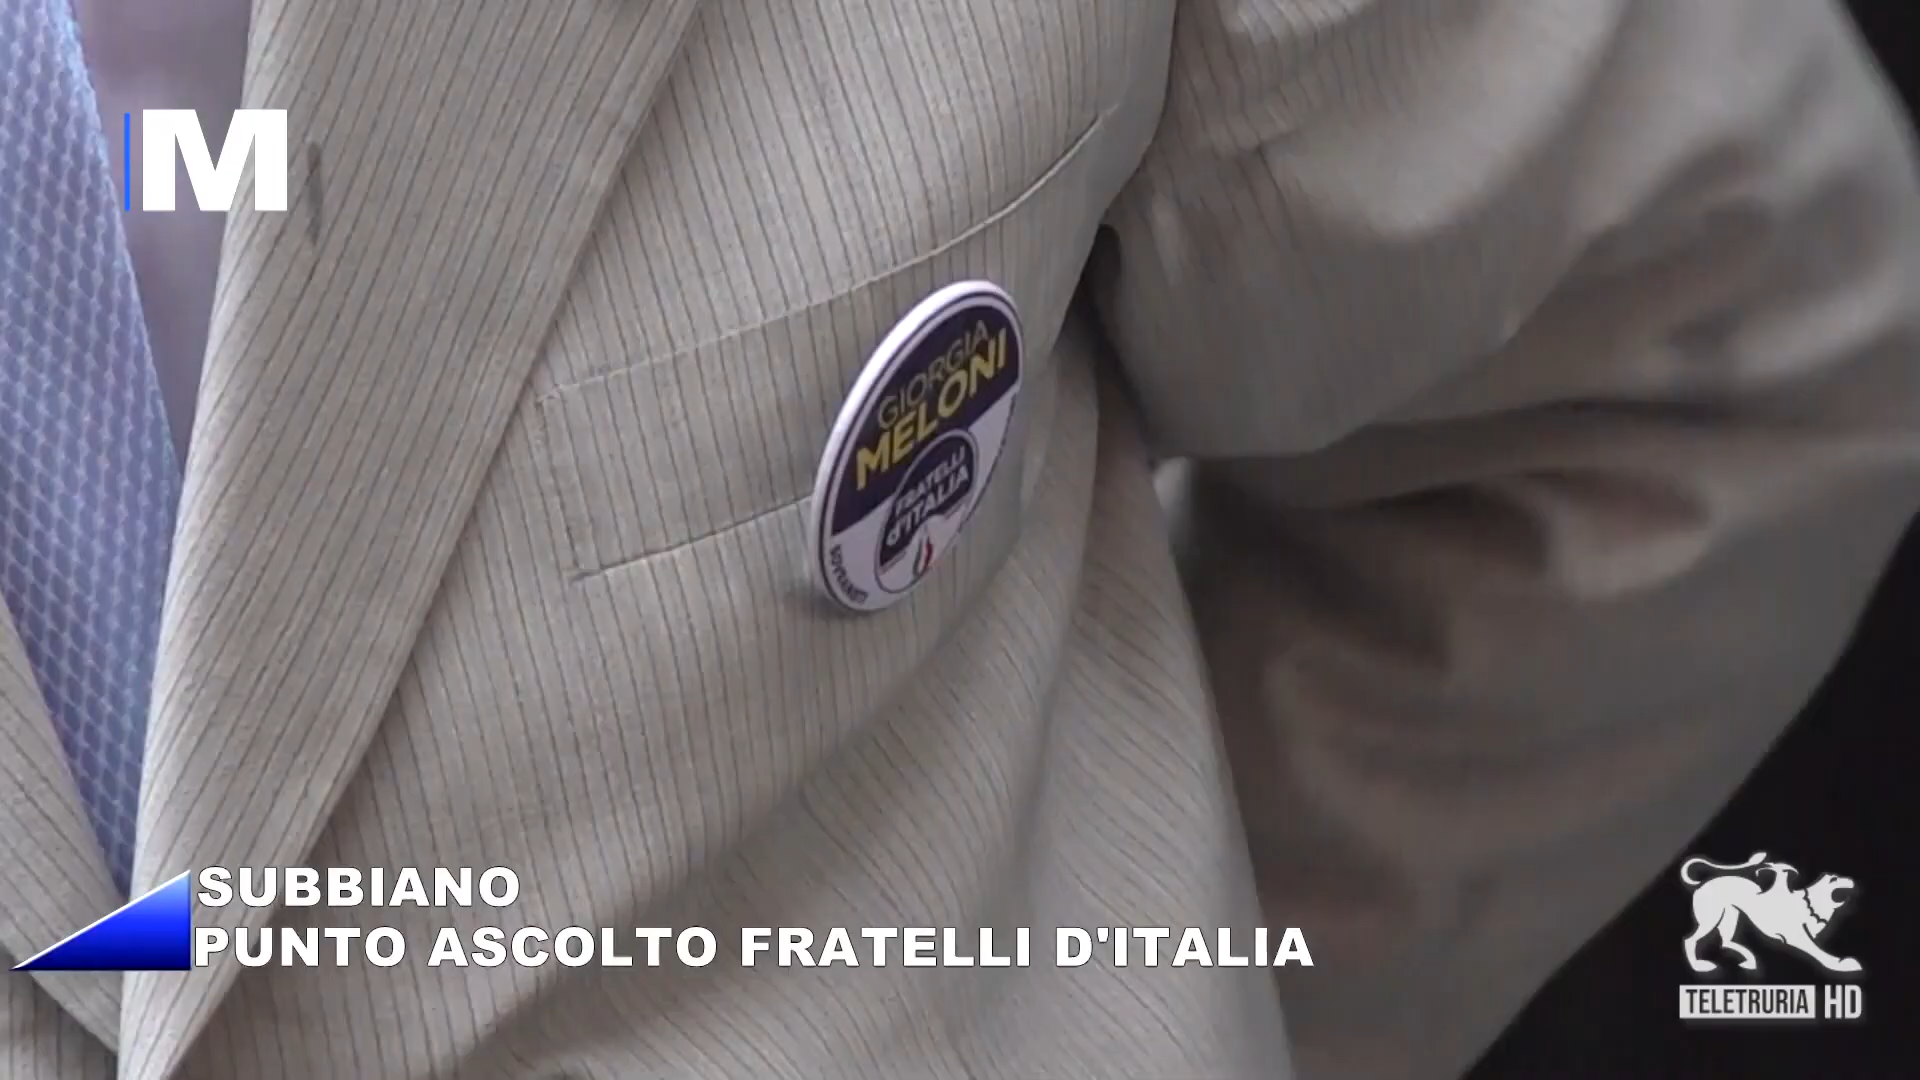 M
GIORGIA
MELONI
FRATELLI
d'ITALIA
SUBBIANO
PUNTO ASCOLTO FRATELLI D'ITALIA
TELETRURIA HD